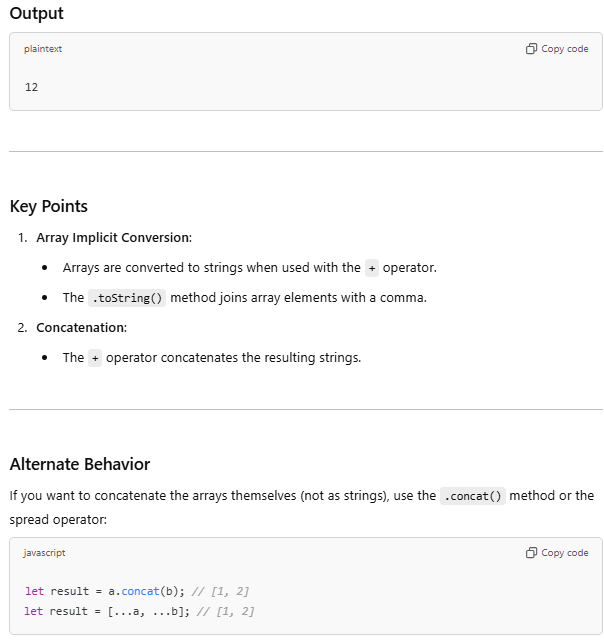 Output
plaintext Copy code
12
Key Points
1. Array Implicit Conversion:
• Arrays are converted to strings when used with the + operator.
• The .toString() method joins array elements with a comma.
2. Concatenation:
• The + operator concatenates the resulting strings.
Alternate Behavior
If you want to concatenate the arrays themselves (not as strings), use the .concat() method or the
spread operator:
javascript Copy code
let result = a.concat(b); // [1, 2]
let result = [...a, ...b]; // [1, 2]